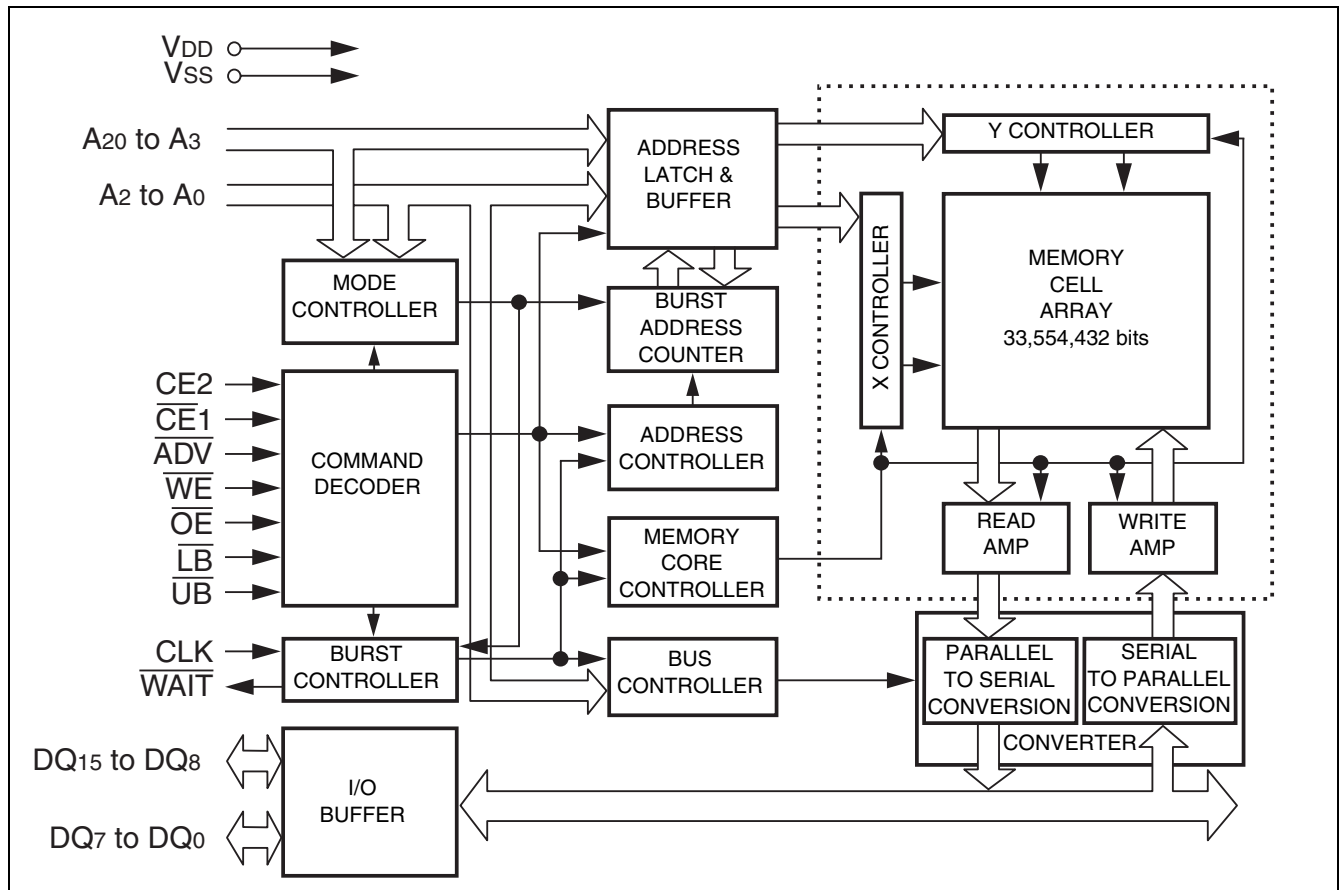 VDD
VSS
A20 to A3
A2 to A0
ADDRESS
LATCH &
BUFFER
Y CONTROLLER
X CONTROLLER
MEMORY
CELL
ARRAY
33,554,432 bits
MODE
CONTROLLER
BURST
ADDRESS
COUNTER
CE2
CE1
ADV
WE
OE
LB
UB
COMMAND
DECODER
ADDRESS
CONTROLLER
MEMORY
CORE
CONTROLLER
READ
AMP
WRITE
AMP
CLK
WAIT
BURST
CONTROLLER
BUS
CONTROLLER
PARALLEL
TO SERIAL
CONVERSION
SERIAL
TO PARALLEL
CONVERSION
CONVERTER
DQ15 to DQ8
DQ7 to DQ0
I/O
BUFFER